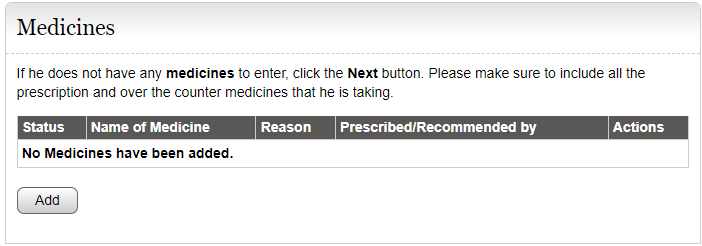 Medicines
If he does not have any medicines to enter, click the Next button. Please make sure to include all the
prescription and over the counter medicines that he is taking.
Status Name of Medicine Reason Prescribed/Recommended by Actions
No Medicines have been added.
Add